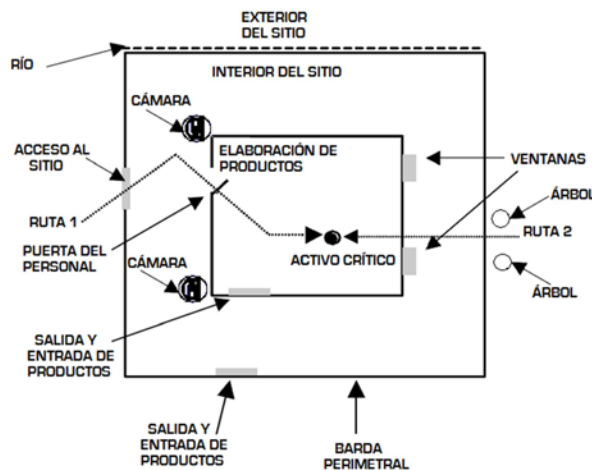 EXTERIOR
DEL SITIO
RÍO
INTERIOR DEL SITIO
CÁMARA
ACCESO AL
SITIO
ELABORACIÓN DE
PRODUCTOS
VENTANAS
ÁRBOL
RUTA 1
RUTA 2
PUERTA DEL
PERSONAL
ACTIVO CRÍTICO
CÁMARA
ÁRBOL
SALIDA Y
ENTRADA DE
PRODUCTOS
SALIDA Y
ENTRADA DE
PRODUCTOS
BARDA
PERIMETRAL